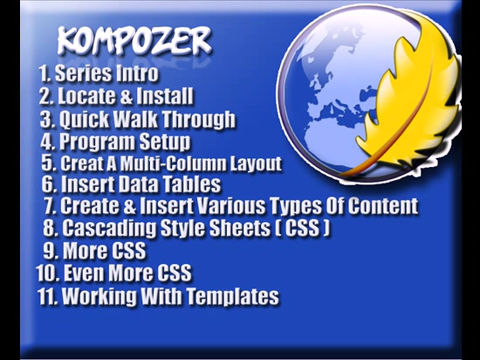 KOMPOZER
1. Series Intro
2. Locate & Install
3. Quick Walk Through
4. Program Setup
5. Creat A Multi-Column Layout
6. Insert Data Tables
7. Create & Insert Various Types Of Content
8. Cascading Style Sheets ( CSS )
9. More CSS
10. Even More CSS
11. Working With Templates